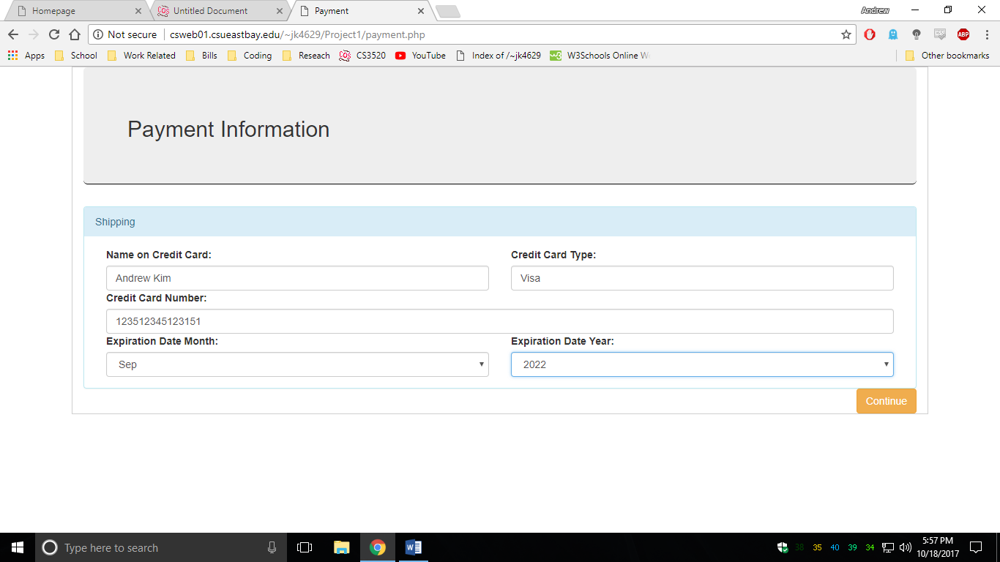 Homepage
Untitled Document
Payment
Andrew
Not secure
csweb01.csueastbay.edu/~jk4629/Project1/payment.php
CSF
ABP
Apps
School
Work Related
Bills
Coding
Reseach
CS3520
YouTube
Index of /~jk4629
W3Schools Online
Other bookmarks
Payment Information
Shipping
Name on Credit Card:
Credit Card Type:
Andrew Kim
Visa
Credit Card Number:
123512345123151
Expiration Date Month:
Expiration Date Year:
Sep
2022
Continue
Type here to search
38 35 40 39 34
5:57 PM
10/18/2017